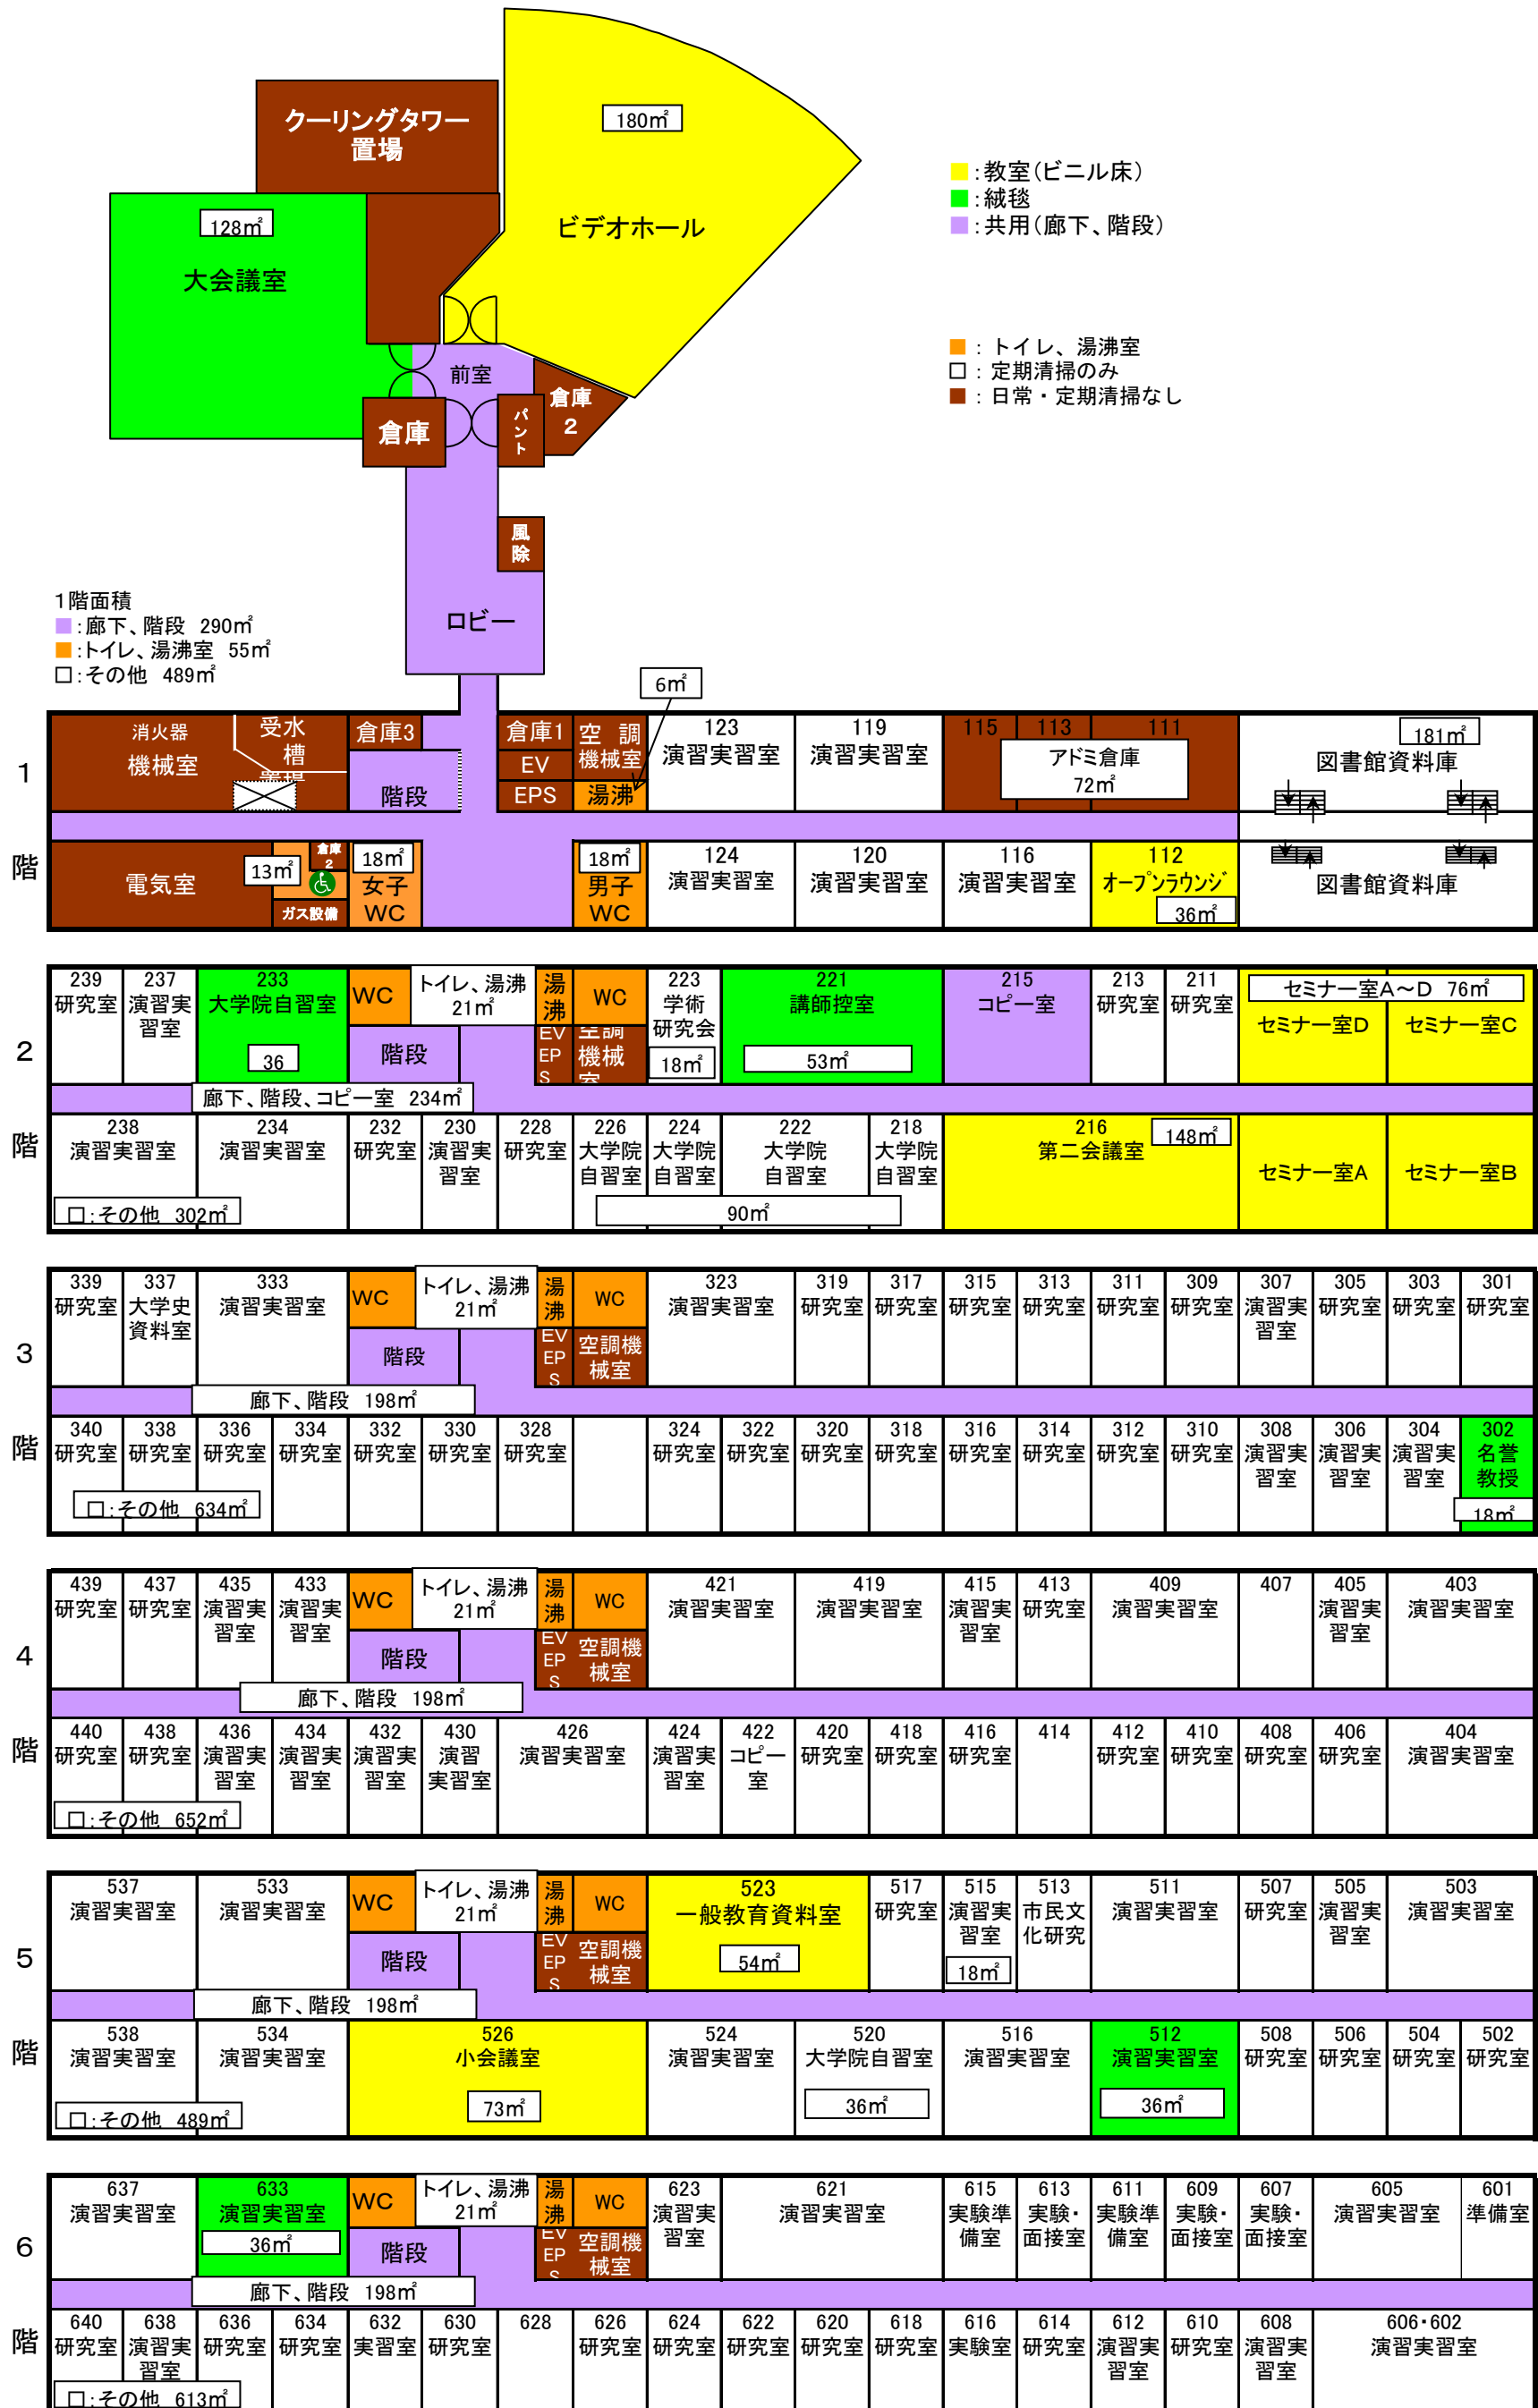 クーリングタワー
置場
180㎡
ビデオホール
128㎡
大会議室
前室
倉庫
パント
倉庫
2
風除
ロビー
■:教室(ビニル床)
■:絨毯
■:共用(廊下、階段)
■:トイレ、湯沸室
□:定期清掃のみ
■:日常・定期清掃なし
1階面積
■:廊下、階段 290㎡
■:トイレ、湯沸室 55㎡
□:その他 489㎡
6㎡
1
階
消火器
機械室
受水
槽
倉庫3
階段
倉庫1
EV
EPS
空 調
機械室
湯沸
123
演習実習室
119
演習実習室
115
113
111
アドミ倉庫
72㎡
181㎡
図書館資料庫
電気室
13㎡
倉庫
2
ガス設備
18㎡
女子
WC
18㎡
男子
WC
124
演習実習室
120
演習実習室
116
演習実習室
112
オープンラウンジ
36㎡
図書館資料庫
2
階
239
研究室
237
演習実
習室
233
大学院自習室
36
WC
トイレ、湯沸
21㎡
湯
沸
WC
階段
EV
EP
S
空調
機械
室
223
学術
研究会
18㎡
221
講師控室
53㎡
215
コピー室
213
研究室
211
研究室
セミナー室A～D 76㎡
セミナー室D
セミナー室C
廊下、階段、コピー室 234㎡
238
演習実習室
234
演習実習室
232
研究室
230
演習実
習室
228
研究室
226
大学院
自習室
224
大学院
自習室
222
大学院
自習室
218
大学院
自習室
90㎡
216
第二会議室
148㎡
セミナー室A
セミナー室B
□:その他 302㎡
3
階
339
研究室
337
大学史
資料室
333
演習実習室
WC
トイレ、湯沸
21㎡
湯
沸
WC
階段
EV
EP
S
空調機
械室
323
演習実習室
319
研究室
317
研究室
315
研究室
313
研究室
311
研究室
309
研究室
307
演習実
習室
305
研究室
303
研究室
301
研究室
廊下、階段 198㎡
340
研究室
338
研究室
336
研究室
334
研究室
332
研究室
330
研究室
328
研究室
324
研究室
322
研究室
320
研究室
318
研究室
316
研究室
314
研究室
312
研究室
310
研究室
308
演習実
習室
306
演習実
習室
304
演習実
習室
302
名誉
教授
18㎡
□:その他 634㎡
4
階
439
研究室
437
研究室
435
演習実
習室
433
演習実
習室
WC
トイレ、湯沸
21㎡
湯
沸
WC
階段
EV
EP
S
空調機
械室
421
演習実習室
419
演習実習室
415
演習実
習室
413
研究室
409
演習実習室
407
405
演習実
習室
403
演習実習室
廊下、階段 198㎡
440
研究室
438
研究室
436
演習実
習室
434
演習実
習室
432
演習実
習室
430
演習
実習室
426
演習実習室
424
演習実
習室
422
コピー
室
420
研究室
418
研究室
416
研究室
414
412
研究室
410
研究室
408
研究室
406
研究室
404
演習実習室
□:その他 652㎡
5
階
537
演習実習室
533
演習実習室
WC
トイレ、湯沸
21㎡
湯
沸
WC
階段
EV
EP
S
空調機
械室
523
一般教育資料室
54㎡
517
研究室
515
演習実
習室
18㎡
513
市民文
化研究
511
演習実習室
507
研究室
505
演習実
習室
503
演習実習室
廊下、階段 198㎡
538
演習実習室
534
演習実習室
526
小会議室
73㎡
524
演習実習室
520
大学院自習室
36㎡
516
演習実習室
512
演習実習室
36㎡
508
研究室
506
研究室
504
研究室
502
研究室
□:その他 489㎡
6
階
637
演習実習室
633
演習実習室
36㎡
WC
トイレ、湯沸
21㎡
湯
沸
WC
階段
EV
EP
S
空調機
械室
623
演習実
習室
621
演習実習室
615
実験準
備室
613
実験・
面接室
611
実験準
備室
609
実験・
面接室
607
実験・
面接室
605
演習実習室
601
準備室
廊下、階段 198㎡
640
研究室
638
演習実
習室
636
研究室
634
研究室
632
実習室
630
研究室
628
626
研究室
624
研究室
622
研究室
620
研究室
618
研究室
616
実験室
614
研究室
612
演習実
習室
610
研究室
608
演習実
習室
606・602
演習実習室
□:その他 613㎡